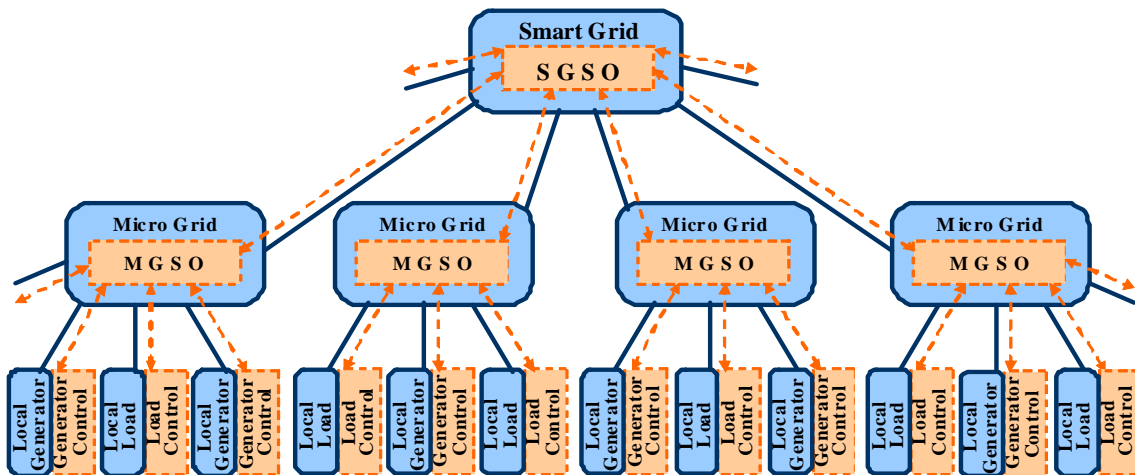 Smart Grid
S G S O
Micro Grid
M G S O
Micro Grid
M G S O
Micro Grid
M G S O
Micro Grid
M G S O
Local
Generator
Generator
Control
Local
Load
Load
Control
Local
Generator
Generator
Control
Local
Load
Load
Control
Local
Generator
Generator
Control
Local
Load
Load
Control
Local
Generator
Generator
Control
Local
Load
Load
Control
Local
Generator
Generator
Control
Local
Load
Load
Control
Local
Generator
Generator
Control
Local
Load
Load
Control